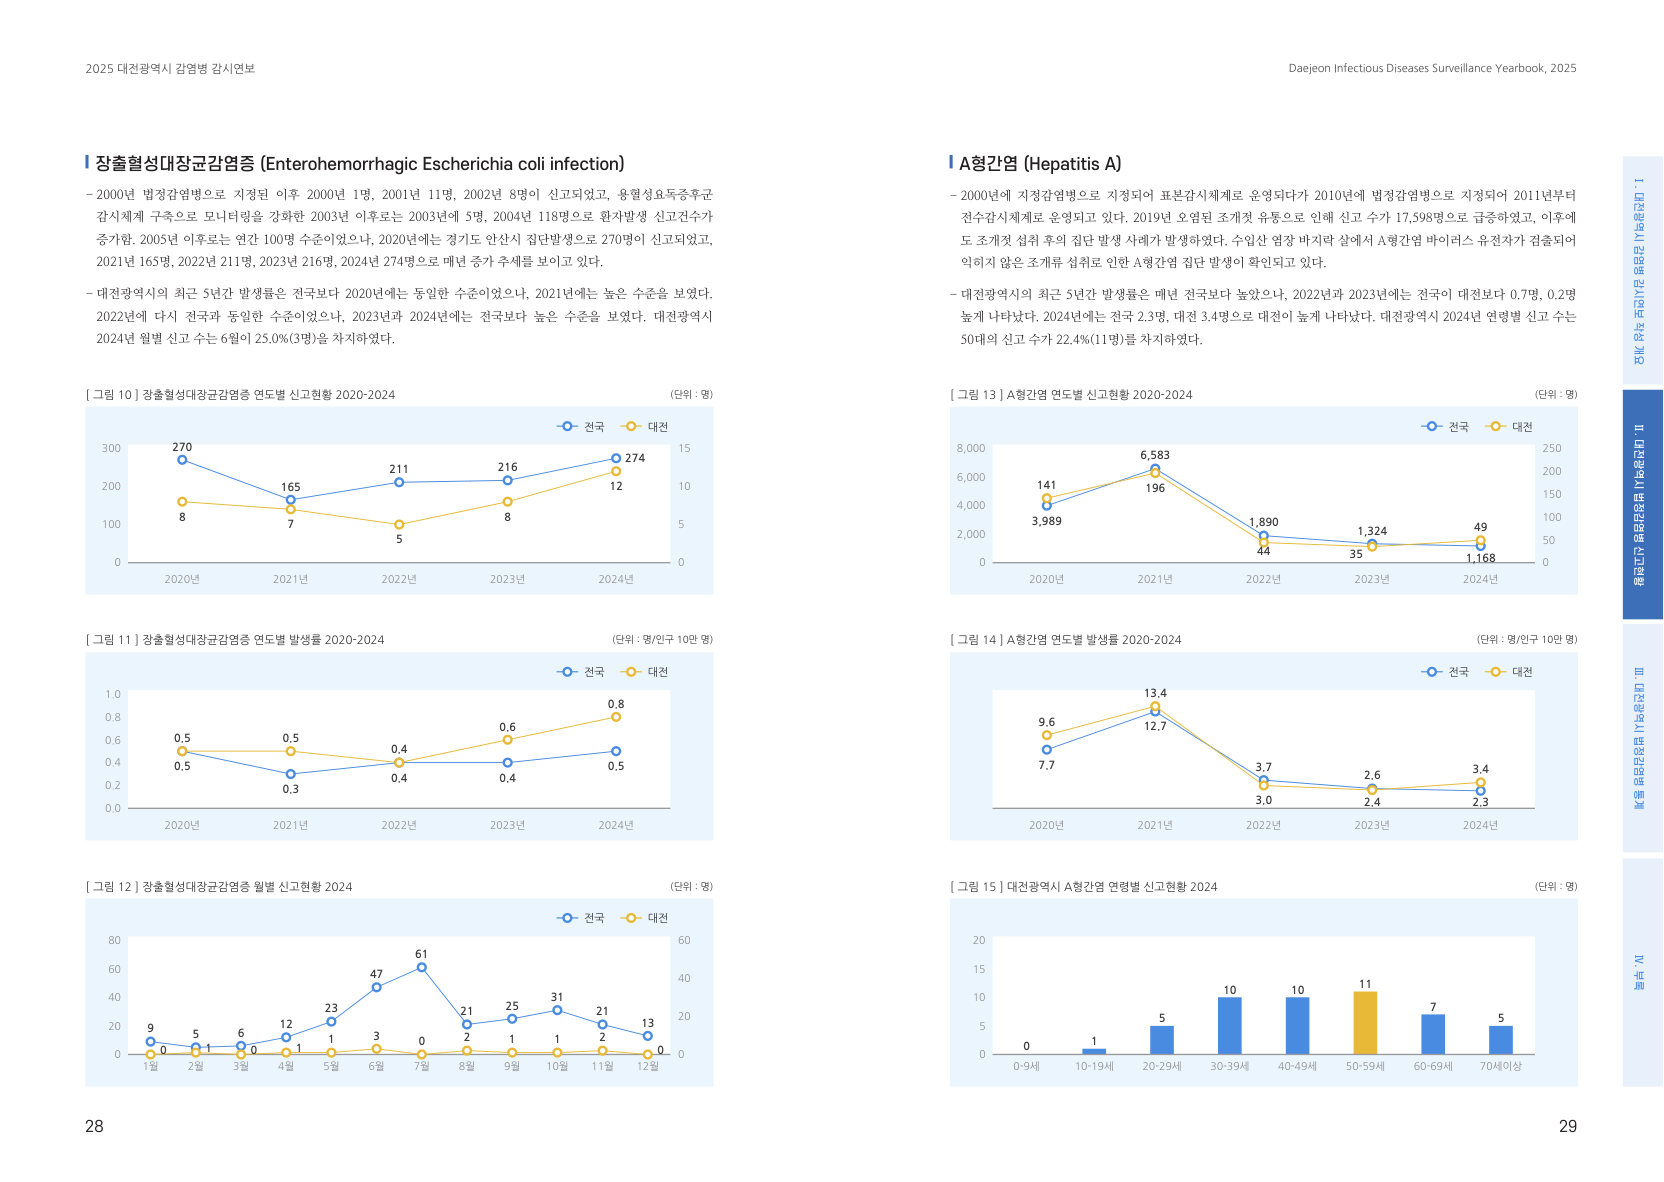 2025 대전광역시 감염병 감시연보
장출혈성대장균감염증 (Enterohemorrhagic Escherichia coli infection)
– 2000년 법정감염병으로 지정된 이후 2000년 1명, 2001년 11명, 2002년 8명이 신고되었고, 용혈성요독증후군
감시체계 구축으로 모니터링을 강화한 2003년 이후로는 2003년에 5명, 2004년 118명으로 환자발생 신고건수가
증가함. 2005년 이후로는 연간 100명 수준이었으나, 2020년에는 경기도 안산시 집단발생으로 270명이 신고되었고,
2021년 165명, 2022년 211명, 2023년 216명, 2024년 274명으로 매년 증가 추세를 보이고 있다.
– 대전광역시의 최근 5년간 발생률은 전국보다 2020년에는 동일한 수준이었으나, 2021년에는 높은 수준을 보였다.
2022년에 다시 전국과 동일한 수준이었으나, 2023년과 2024년에는 전국보다 높은 수준을 보였다. 대전광역시
2024년 월별 신고 수는 6월이 25.0%(3명)을 차지하였다.
[ 그림 10 ] 장출혈성대장균감염증 연도별 신고현황 2020-2024 (단위 : 명)
전국 대전
300 200 100 0
15 10 5 0
270 165 211 216 274
8 7 5 8 12
2020년 2021년 2022년 2023년 2024년
[ 그림 11 ] 장출혈성대장균감염증 연도별 발생률 2020-2024 (단위 : 명/인구 10만 명)
전국 대전
1.0 0.8 0.6 0.4 0.2 0.0
0.5 0.5 0.4 0.6 0.8
0.5 0.3 0.4 0.4 0.5
2020년 2021년 2022년 2023년 2024년
[ 그림 12 ] 장출혈성대장균감염증 월별 신고현황 2024 (단위 : 명)
전국 대전
80 60 40 20 0
60 40 20 0
9 5 6 12 23 47 61 21 25 31 21 13
0 1 0 1 1 3 0 2 1 1 2 0
1월 2월 3월 4월 5월 6월 7월 8월 9월 10월 11월 12월
28
Daejeon Infectious Diseases Surveillance Yearbook, 2025
A형간염 (Hepatitis A)
– 2000년에 지정감염병으로 지정되어 표본감시체계로 운영되다가 2010년에 법정감염병으로 지정되어 2011년부터
전수감시체계로 운영되고 있다. 2019년 오염된 조개젓 유통으로 인해 신고 수가 17,598명으로 급증하였고, 이후에
도 조개젓 섭취 후의 집단 발생 사례가 발생하였다. 수입산 염장 바지락 살에서 A형간염 바이러스 유전자가 검출되어
익히지 않은 조개류 섭취로 인한 A형간염 집단 발생이 확인되고 있다.
– 대전광역시의 최근 5년간 발생률은 매년 전국보다 높았으나, 2022년과 2023년에는 전국이 대전보다 0.7명, 0.2명
높게 나타났다. 2024년에는 전국 2.3명, 대전 3.4명으로 대전이 높게 나타났다. 대전광역시 2024년 연령별 신고 수는
50대의 신고 수가 22.4%(11명)를 차지하였다.
[ 그림 13 ] A형간염 연도별 신고현황 2020-2024 (단위 : 명)
전국 대전
8,000 6,000 4,000 2,000 0
250 200 150 100 50 0
141 6,583 1,890 1,324 49
3,989 196 44 35 1,168
2020년 2021년 2022년 2023년 2024년
[ 그림 14 ] A형간염 연도별 발생률 2020-2024 (단위 : 명/인구 10만 명)
전국 대전
9.6 13.4 3.7 2.6 3.4
7.7 12.7 3.0 2.4 2.3
2020년 2021년 2022년 2023년 2024년
[ 그림 15 ] 대전광역시 A형간염 연령별 신고현황 2024 (단위 : 명)
20 15 10 5 0
0 1 5 10 10 11 7 5
0-9세 10-19세 20-29세 30-39세 40-49세 50-59세 60-69세 70세이상
29
Ⅰ. 대전광역시 감염병 감시연보 작성 개요
Ⅱ. 대전광역시 법정감염병 신고현황
Ⅲ. 대전광역시 법정감염병 통계
Ⅳ. 부록